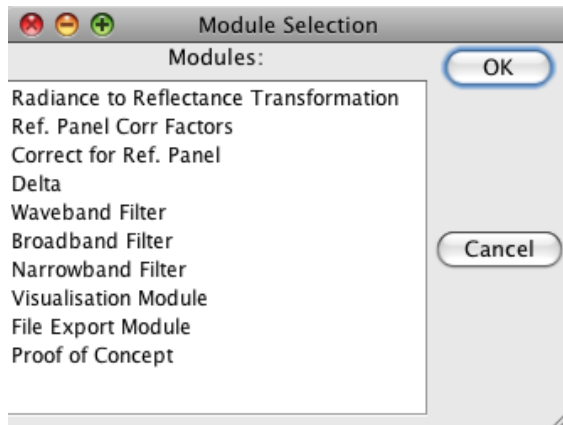 Module Selection
Modules:
OK
Radiance to Reflectance Transformation
Ref. Panel Corr Factors
Correct for Ref. Panel
Delta
Waveband Filter
Broadband Filter
Cancel
Narrowband Filter
Visualisation Module
File Export Module
Proof of Concept